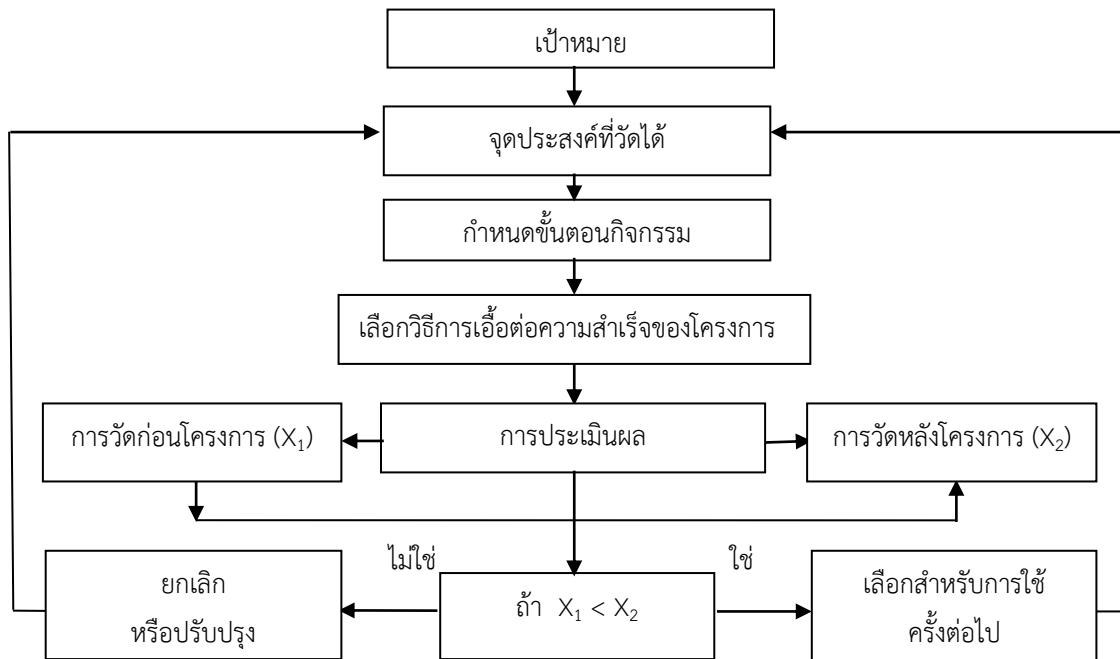 เป้าหมาย
จุดประสงค์ที่วัดได้
กำหนดขั้นตอนกิจกรรม
เลือกวิธีการเอื้อต่อความสำเร็จของโครงการ
การวัดก่อนโครงการ (X₁)
การประเมินผล
การวัดหลังโครงการ (X₂)
ไม่ใช่
ใช่
ยกเลิก
หรือปรับปรุง
ถ้า X₁ < X₂
เลือกสำหรับการใช้
ครั้งต่อไป